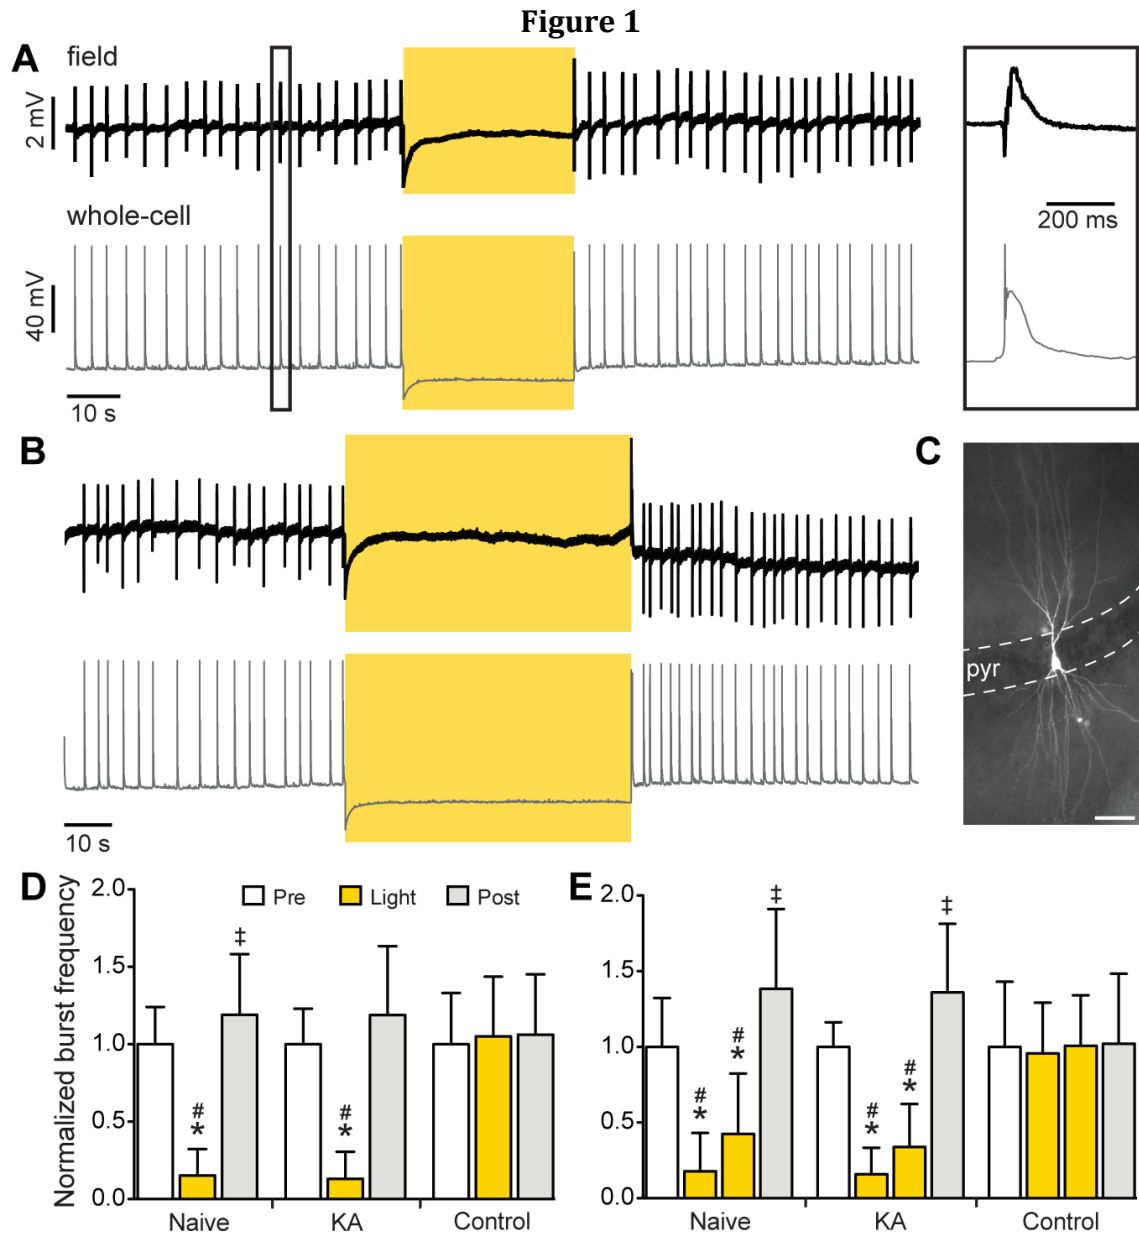 Figure 1
A
field
2 mV
200 ms
whole-cell
40 mV
10 s
B
C
pyr
10 s
D
Pre
Light
Post
Normalized burst frequency
2.0
1.5
1.0
0.5
0.0
‡
#
*
#
*
Naive
KA
Control
E
2.0
1.5
1.0
0.5
0.0
‡
‡
#
*
#
*
#
*
#
*
Naive
KA
Control